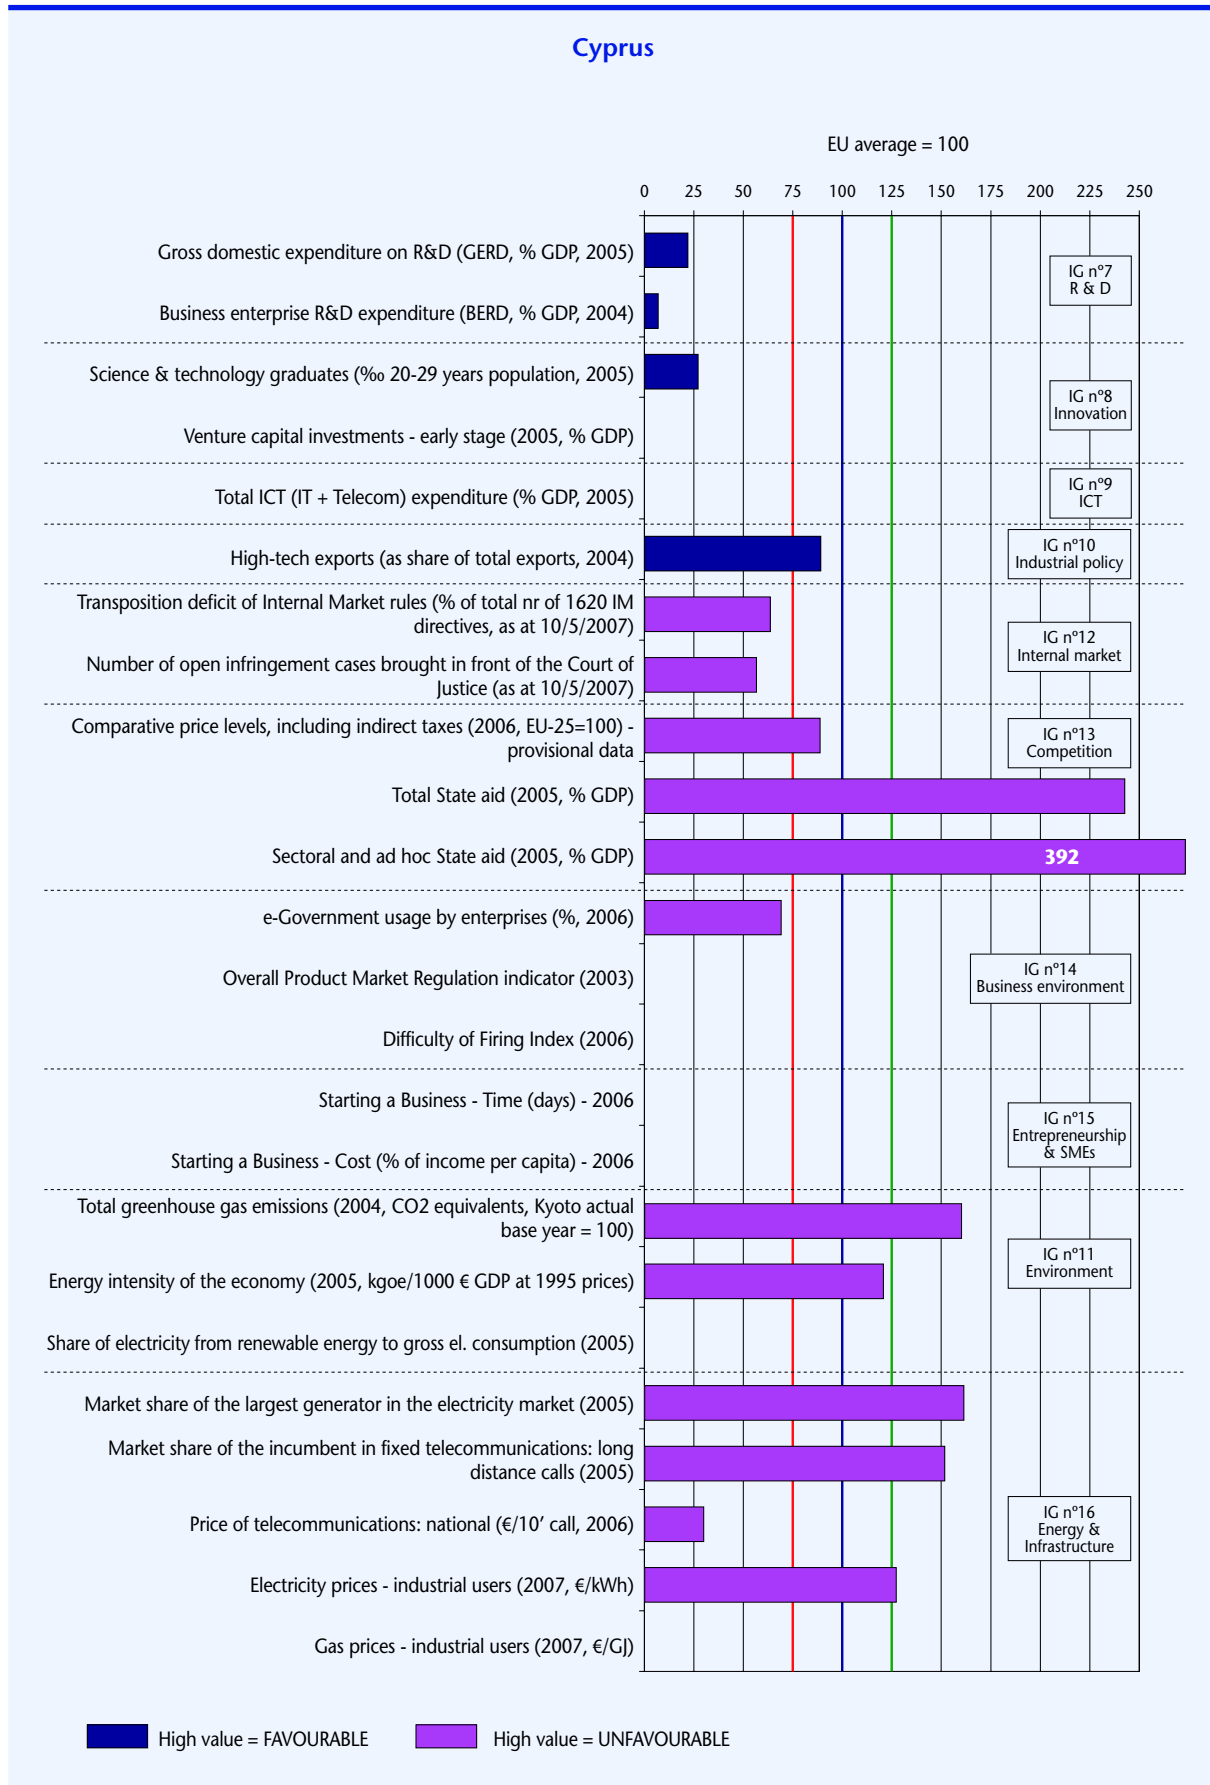 Cyprus
EU average = 100
0 25 50 75 100 125 150 175 200 225 250
Gross domestic expenditure on R&D (GERD, % GDP, 2005)
IG nº7
R & D
Business enterprise R&D expenditure (BERD, % GDP, 2004)
Science & technology graduates (‰ 20-29 years population, 2005)
IG nº8
Innovation
Venture capital investments - early stage (2005, % GDP)
Total ICT (IT + Telecom) expenditure (% GDP, 2005)
IG nº9
ICT
High-tech exports (as share of total exports, 2004)
IG nº10
Industrial policy
Transposition deficit of Internal Market rules (% of total nr of 1620 IM
directives, as at 10/5/2007)
IG nº12
Internal market
Number of open infringement cases brought in front of the Court of
Justice (as at 10/5/2007)
Comparative price levels, including indirect taxes (2006, EU-25=100) -
provisional data
IG nº13
Competition
Total State aid (2005, % GDP)
Sectoral and ad hoc State aid (2005, % GDP)
392
e-Government usage by enterprises (%, 2006)
Overall Product Market Regulation indicator (2003)
IG nº14
Business environment
Difficulty of Firing Index (2006)
Starting a Business - Time (days) - 2006
IG nº15
Entrepreneurship
& SMEs
Starting a Business - Cost (% of income per capita) - 2006
Total greenhouse gas emissions (2004, CO2 equivalents, Kyoto actual
base year = 100)
IG nº11
Environment
Energy intensity of the economy (2005, kgoe/1000 € GDP at 1995 prices)
Share of electricity from renewable energy to gross el. consumption (2005)
Market share of the largest generator in the electricity market (2005)
Market share of the incumbent in fixed telecommunications: long
distance calls (2005)
Price of telecommunications: national (€/10’ call, 2006)
IG nº16
Energy &
Infrastructure
Electricity prices - industrial users (2007, €/kWh)
Gas prices - industrial users (2007, €/GJ)
High value = FAVOURABLE
High value = UNFAVOURABLE